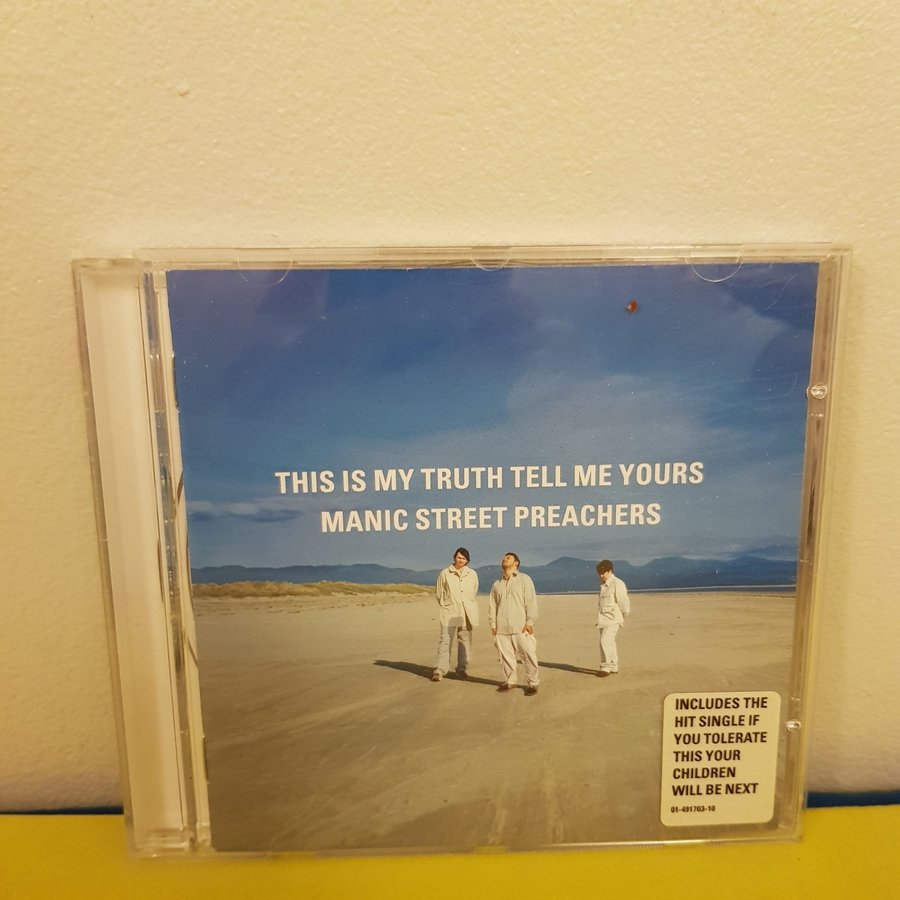 THIS IS MY TRUTH TELL ME YOURS
MANIC STREET PREACHERS
INCLUDES THE
HIT SINGLE IF
YOU TOLERATE
THIS YOUR
CHILDREN
WILL BE NEXT
01-491703-10